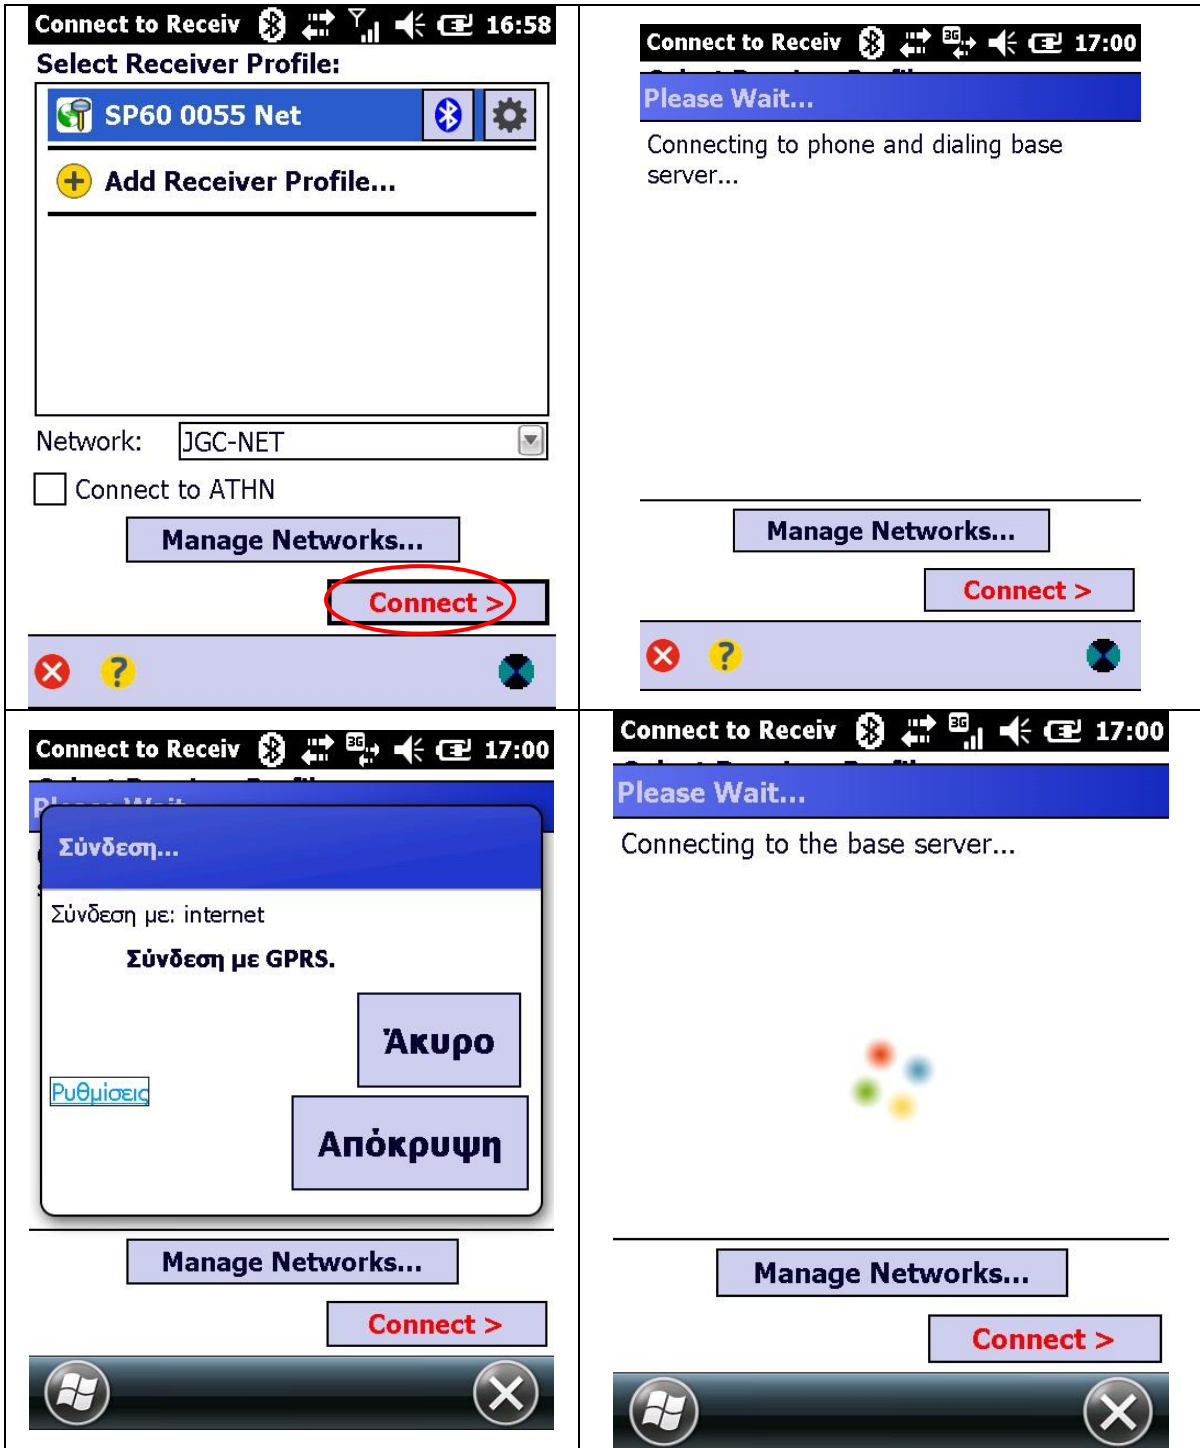 Connect to Receiv 16:58
Select Receiver Profile:
SP60 0055 Net
Add Receiver Profile...
Network: JGC-NET
Connect to ATHN
Manage Networks...
Connect >
Connect to Receiv 3G 17:00
Please Wait...
Connecting to phone and dialing base
server...
Manage Networks...
Connect >
Connect to Receiv 3G 17:00
Σύνδεση...
Σύνδεση με: internet
Σύνδεση με GPRS.
Άκυρο
Ρυθμίσεις
Απόκρυψη
Manage Networks...
Connect >
Connect to Receiv 3G 17:00
Please Wait...
Connecting to the base server...
Manage Networks...
Connect >